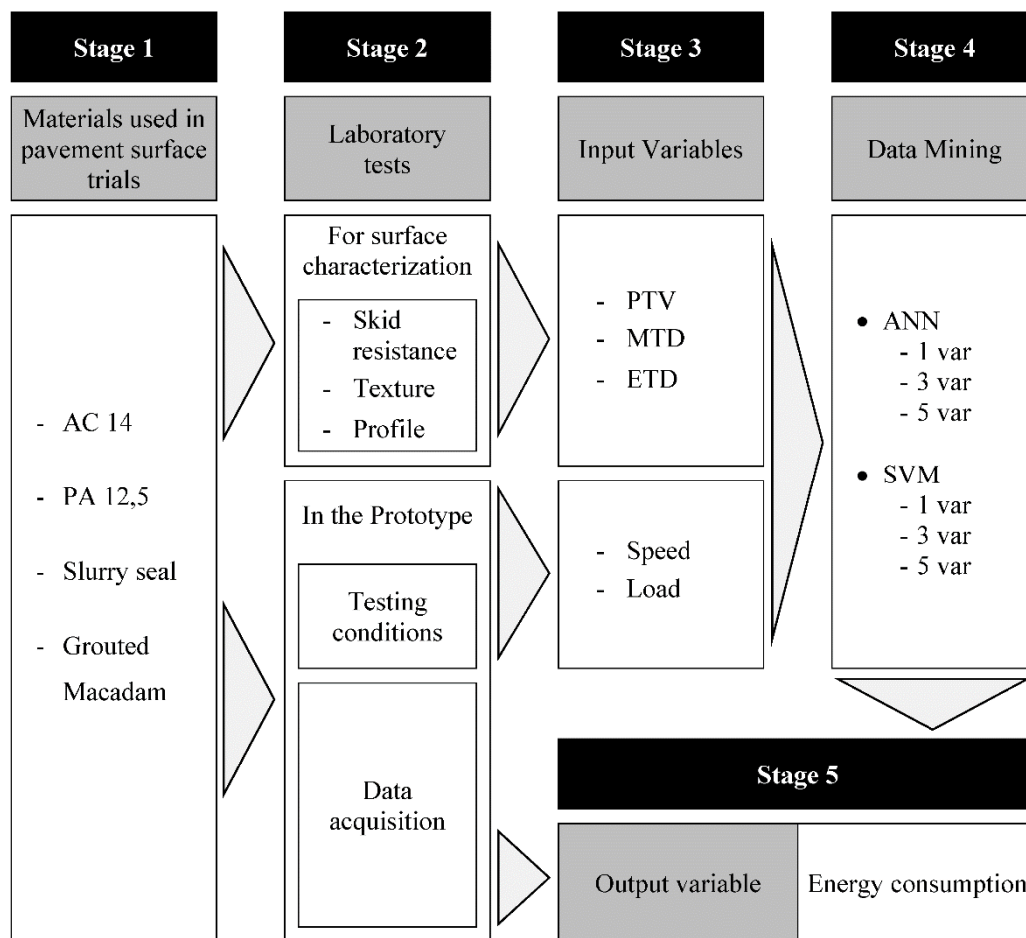 Stage 1
Materials used in
pavement surface
trials
- AC 14
- PA 12,5
- Slurry seal
- Grouted
Macadam
Stage 2
Laboratory
tests
For surface
characterization
- Skid
resistance
- Texture
- Profile
In the Prototype
Testing
conditions
Data
acquisition
Stage 3
Input Variables
- PTV
- MTD
- ETD
- Speed
- Load
Stage 4
Data Mining
• ANN
- 1 var
- 3 var
- 5 var
• SVM
- 1 var
- 3 var
- 5 var
Stage 5
Output variable
Energy consumption